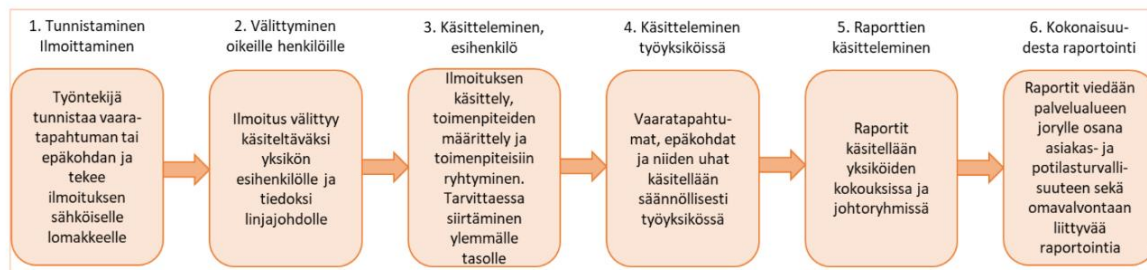 1. Tunnistaminen
Ilmoittaminen
Työntekijä
tunnistaa vaara-
tapahtuman tai
epäkohdan ja
tekee
ilmoituksen
sähköiselle
lomakkeelle
2. Välittyminen
oikeille henkilöille
Ilmoitus välittyy
käsiteltäväksi
yksikön
esihenkilölle ja
tiedoksi
linjajohdolle
3. Käsitteleminen,
esihenkilö
Ilmoituksen
käsittely,
toimenpiteiden
määrittely ja
toimenpiteisiin
ryhtyminen.
Tarvittaessa
siirtäminen
ylemmälle
tasolle
4. Käsitteleminen
työyksiköissä
Vaaratapahtu-
mat, epäkohdat
ja niiden uhat
käsitellään
säännöllisesti
työyksikössä
5. Raporttien
käsitteleminen
Raportit
käsitellään
yksiköiden
kokouksissa ja
johtoryhmissä
6. Kokonaisuu-
desta raportointi
Raportit viedään
palvelualueen
jorylle osana
asiakas- ja
potilasturvalli-
suuteen sekä
omavalvontaan
liittyvää
raportointia